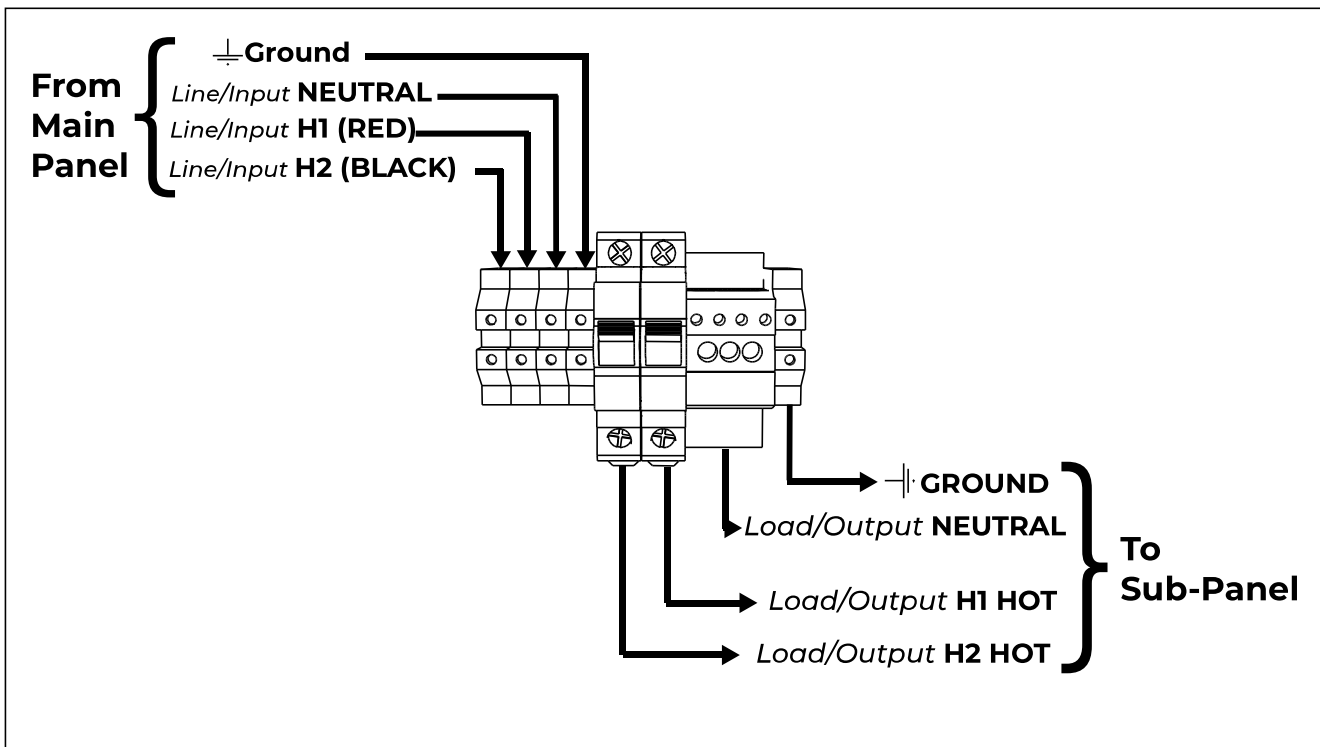 From
Main
Panel
Ground
Line/Input NEUTRAL
Line/Input H1 (RED)
Line/Input H2 (BLACK)
GROUND
Load/Output NEUTRAL
Load/Output H1 HOT
Load/Output H2 HOT
To
Sub-Panel